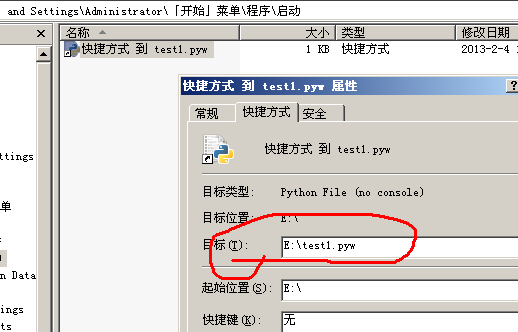 and Settings\Administrator\「开始」菜单\程序\启动
名称 大小 类型 修改日期
快捷方式 到 test1.pyw 1 KB 快捷方式 2013-2-4
快捷方式 到 test1.pyw 属性
常规 快捷方式 安全
快捷方式 到 test1.pyw
ttings
目标类型: Python File (no console)
单
目标位置: E:\
目标(T): E:\test1.pyw
n Data
起始位置(S): E:\
ings
快捷键(K): 无
ttings